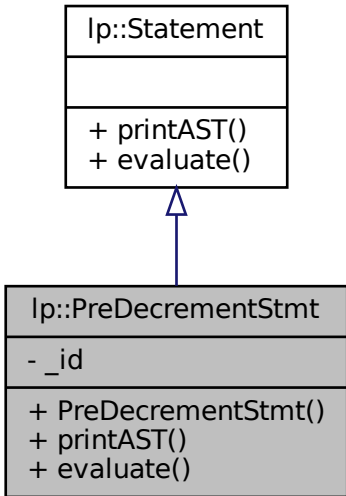 lp::Statement
+ printAST()
+ evaluate()
lp::PreDecrementStmt
- _id
+ PreDecrementStmt()
+ printAST()
+ evaluate()